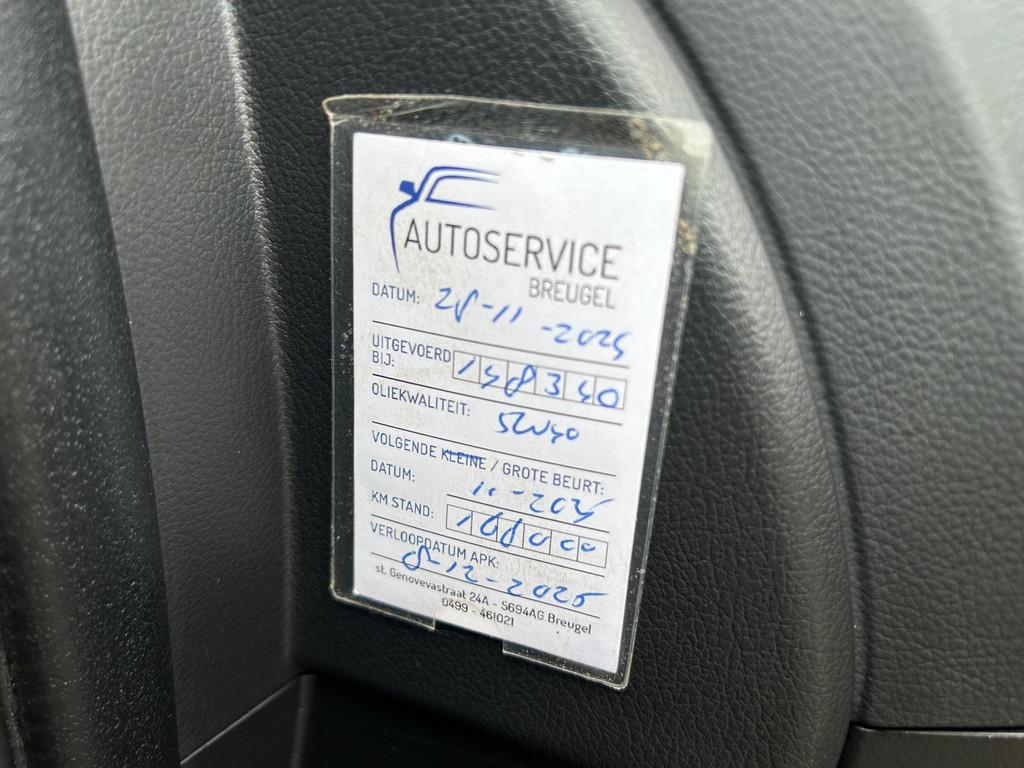 AUTOSERVICE
BREUGEL
DATUM: 28-11-2025
UITGEVOERD
BIJ: 158340
OLIEKWALITEIT: 5W40
VOLGENDE KLEINE / GROTE BEURT:
DATUM: 11-2025
KM STAND: 188000
VERLOOPDATUM APK:
8-12-2025
st. Genovevastraat 24A - 5694AG Breugel
0499 - 461021